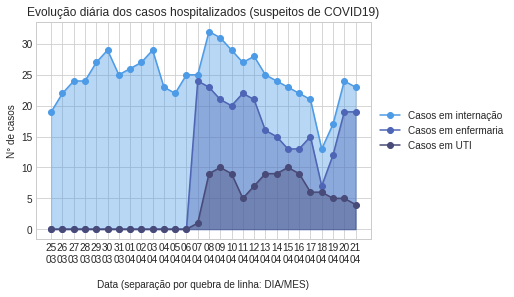 Evolução diária dos casos hospitalizados (suspeitos de COVID19)
N° de casos
30
25
20
15
10
5
0
Casos em internação
Casos em enfermaria
Casos em UTI
25 26 27 28 29 30 31 01 02 03 04 05 06 07 08 09 10 11 12 13 14 15 16 17 18 19 20 21
03 03 03 03 03 03 03 04 04 04 04 04 04 04 04 04 04 04 04 04 04 04 04 04 04 04 04 04
Data (separação por quebra de linha: DIA/MES)